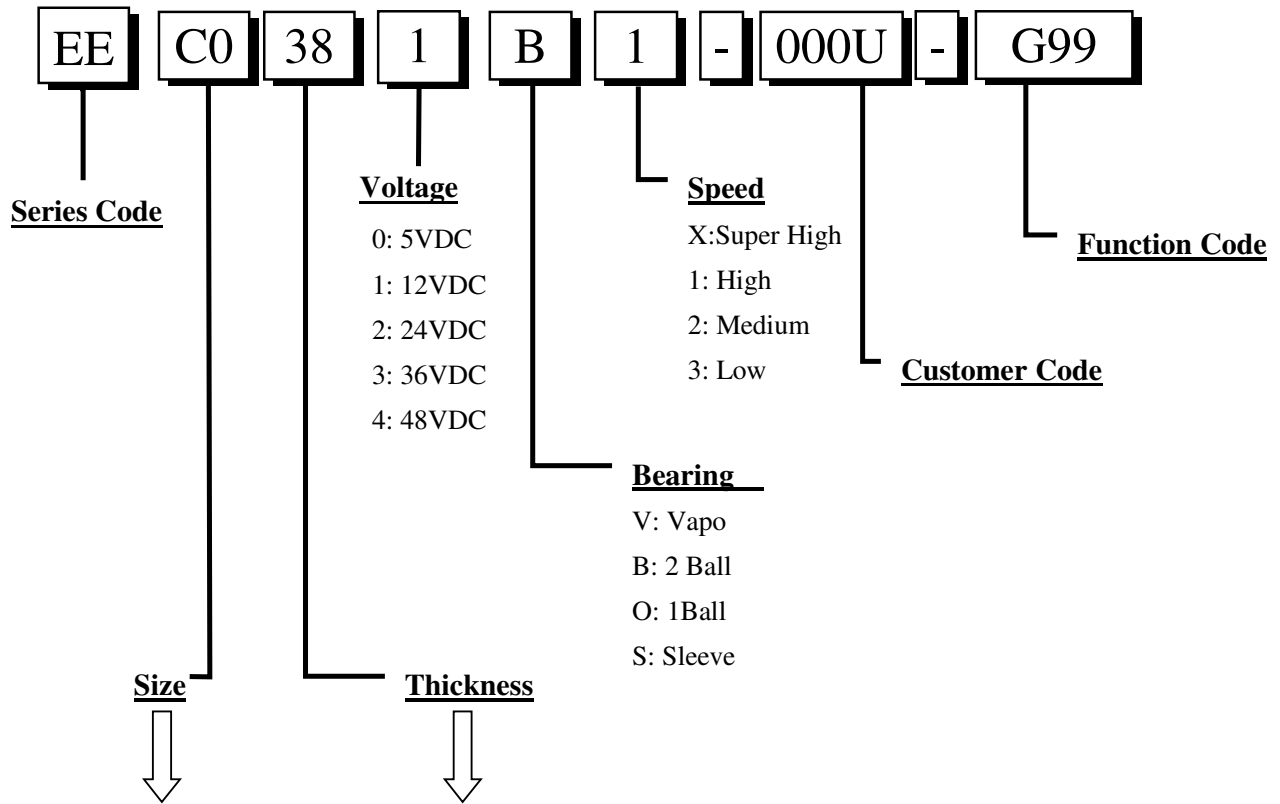 EE C0 38 1 B 1 - 000U - G99
Series Code
Voltage
0: 5VDC
1: 12VDC
2: 24VDC
3: 36VDC
4: 48VDC
Speed
X:Super High
1: High
2: Medium
3: Low
Function Code
Customer Code
Bearing
V: Vapo
B: 2 Ball
O: 1Ball
S: Sleeve
Size
Thickness